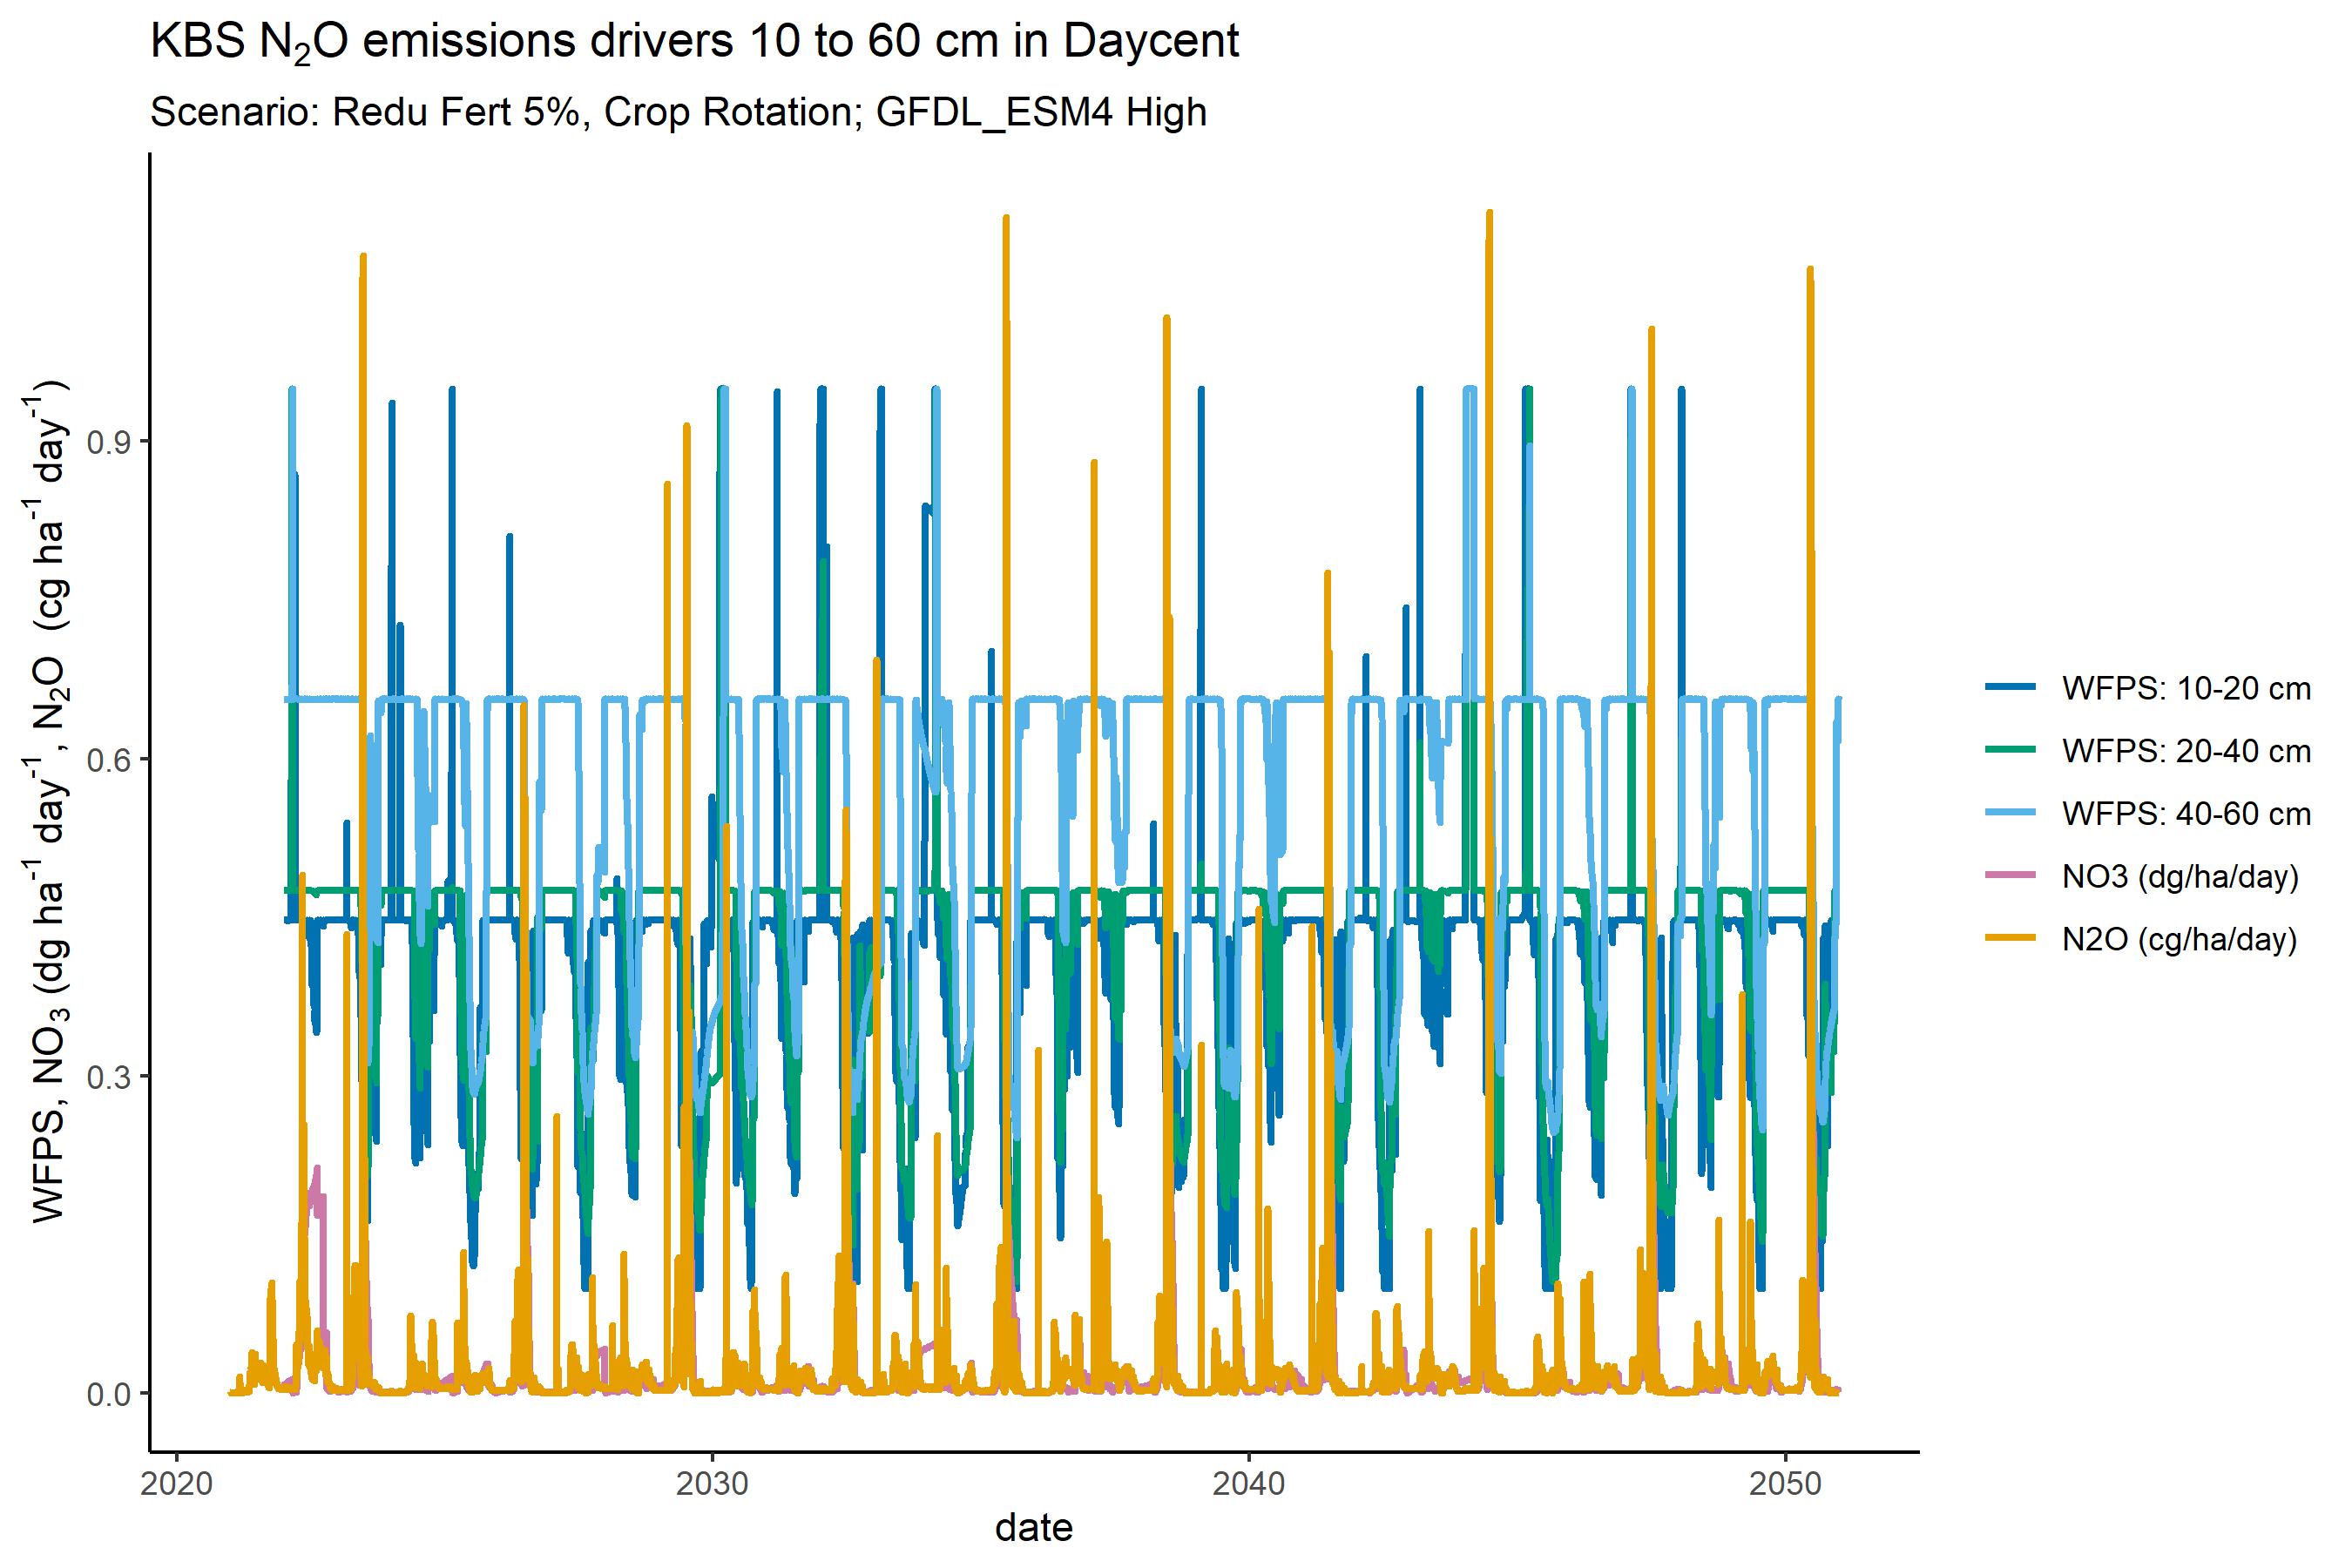 KBS N₂O emissions drivers 10 to 60 cm in Daycent
Scenario: Redu Fert 5%, Crop Rotation; GFDL_ESM4 High
WFPS, NO₃ (dg ha⁻¹ day⁻¹, N₂O (cg ha⁻¹ day⁻¹)
0.9
0.6
0.3
0.0
2020
2030
2040
2050
date
WFPS: 10-20 cm
WFPS: 20-40 cm
WFPS: 40-60 cm
NO3 (dg/ha/day)
N2O (cg/ha/day)